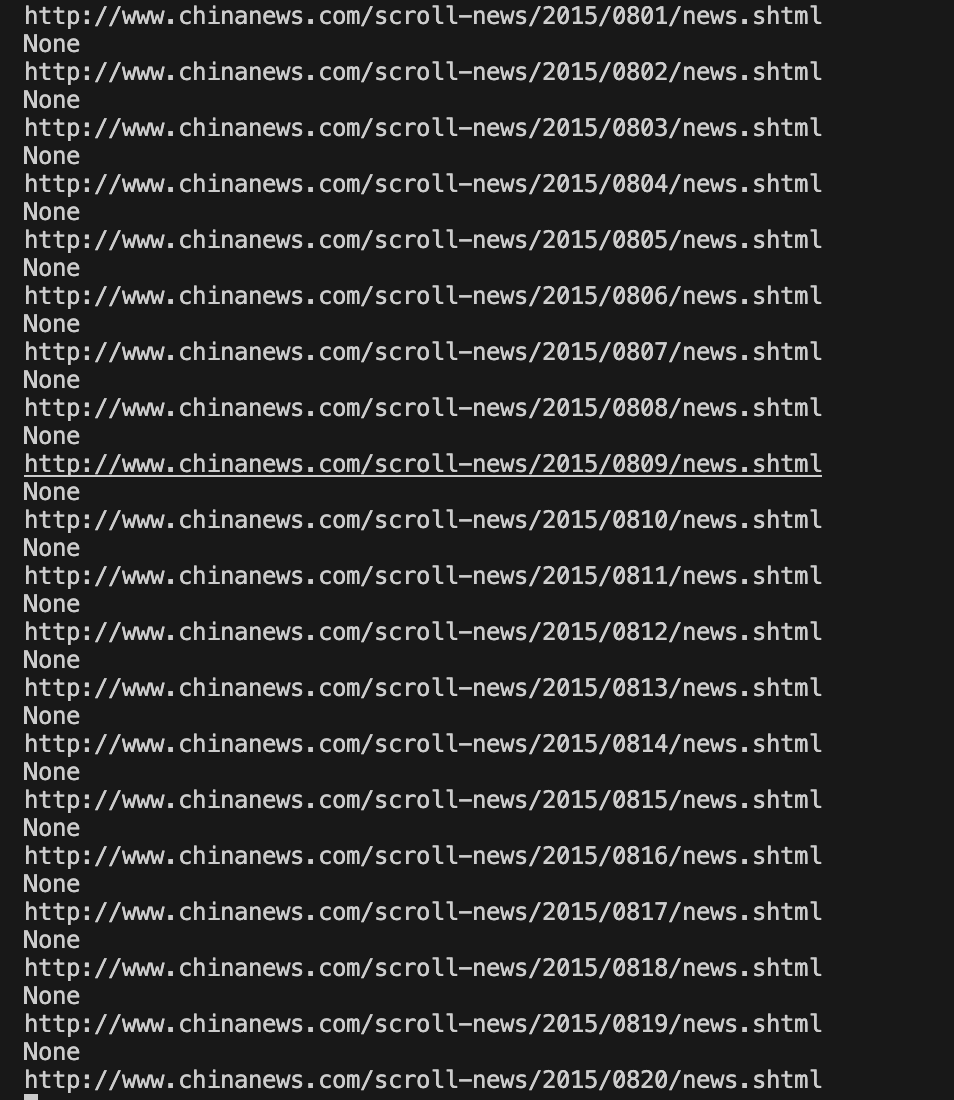 http://www.chinanews.com/scroll-news/2015/0801/news.shtml
None
http://www.chinanews.com/scroll-news/2015/0802/news.shtml
None
http://www.chinanews.com/scroll-news/2015/0803/news.shtml
None
http://www.chinanews.com/scroll-news/2015/0804/news.shtml
None
http://www.chinanews.com/scroll-news/2015/0805/news.shtml
None
http://www.chinanews.com/scroll-news/2015/0806/news.shtml
None
http://www.chinanews.com/scroll-news/2015/0807/news.shtml
None
http://www.chinanews.com/scroll-news/2015/0808/news.shtml
None
http://www.chinanews.com/scroll-news/2015/0809/news.shtml
None
http://www.chinanews.com/scroll-news/2015/0810/news.shtml
None
http://www.chinanews.com/scroll-news/2015/0811/news.shtml
None
http://www.chinanews.com/scroll-news/2015/0812/news.shtml
None
http://www.chinanews.com/scroll-news/2015/0813/news.shtml
None
http://www.chinanews.com/scroll-news/2015/0814/news.shtml
None
http://www.chinanews.com/scroll-news/2015/0815/news.shtml
None
http://www.chinanews.com/scroll-news/2015/0816/news.shtml
None
http://www.chinanews.com/scroll-news/2015/0817/news.shtml
None
http://www.chinanews.com/scroll-news/2015/0818/news.shtml
None
http://www.chinanews.com/scroll-news/2015/0819/news.shtml
None
http://www.chinanews.com/scroll-news/2015/0820/news.shtml